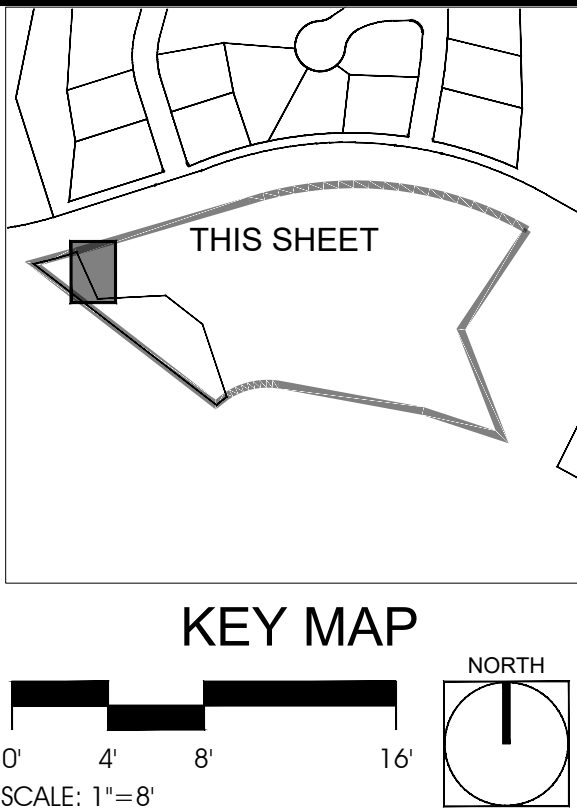 THIS SHEET
KEY MAP
NORTH
0' 4' 8' 16'
SCALE: 1"=8'